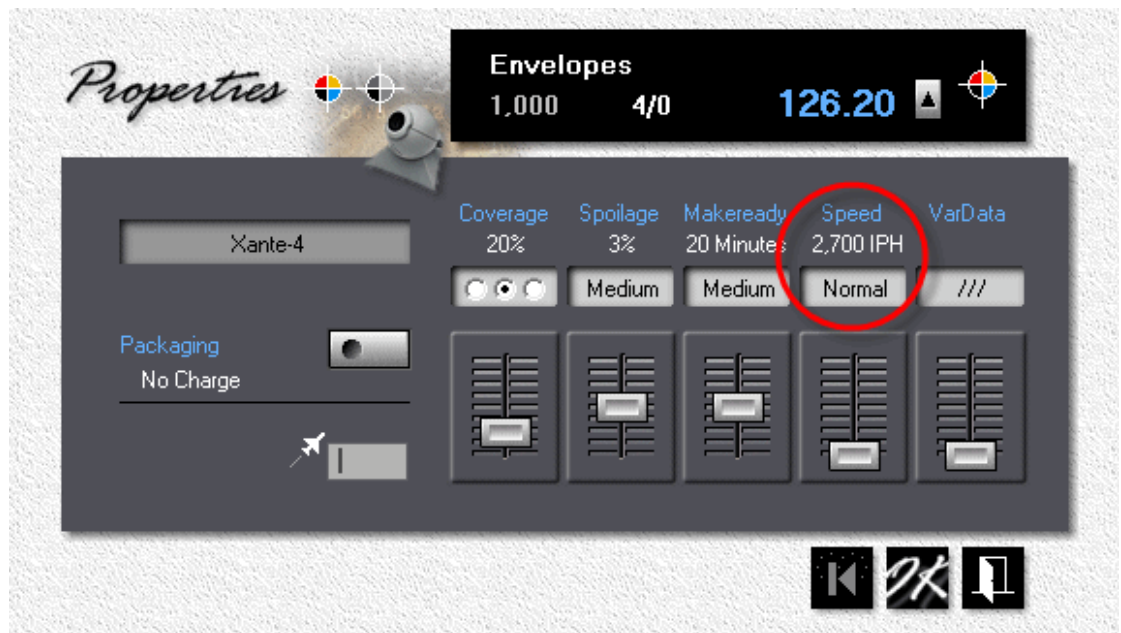 Properties
Envelopes
1,000 4/0 126.20
Coverage Spoilage Makeready Speed VarData
20% 3% 20 Minutes 2,700 IPH
Xante-4
Medium Medium Normal ///
Packaging
No Charge
OK